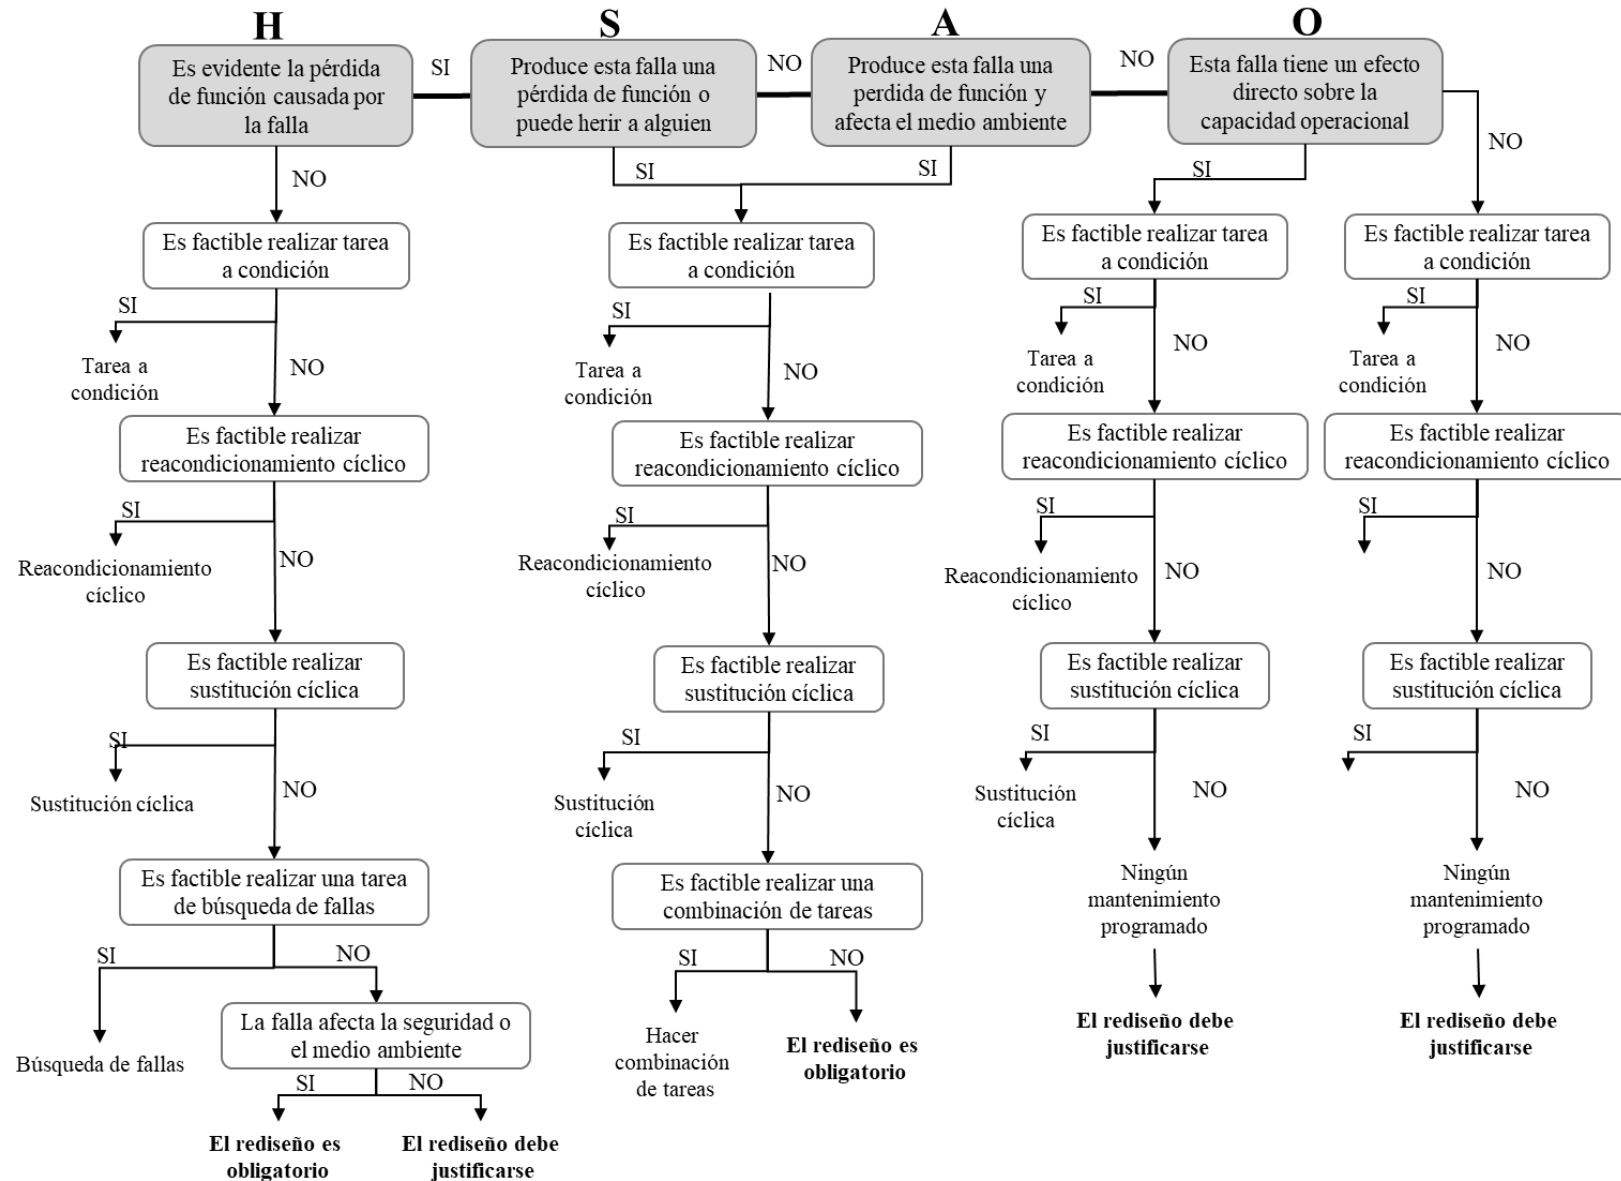 H
S
A
O
Es evidente la pérdida
de función causada por
la falla
SI
Produce esta falla una
pérdida de función o
puede herir a alguien
NO
Produce esta falla una
perdida de función y
afecta el medio ambiente
NO
Esta falla tiene un efecto
directo sobre la
capacidad operacional
NO
NO
SI
SI
SI
Es factible realizar tarea
a condición
Es factible realizar tarea
a condición
Es factible realizar tarea
a condición
Es factible realizar tarea
a condición
SI
NO
Tarea a
condición
SI
NO
Tarea a
condición
SI
NO
Tarea a
condición
SI
NO
Tarea a
condición
Es factible realizar
reacondicionamiento cíclico
Es factible realizar
reacondicionamiento cíclico
Es factible realizar
reacondicionamiento cíclico
Es factible realizar
reacondicionamiento cíclico
SI
NO
Reacondicionamiento
cíclico
SI
NO
Reacondicionamiento
cíclico
SI
NO
Reacondicionamiento
cíclico
SI
NO
Es factible realizar
sustitución cíclica
Es factible realizar
sustitución cíclica
Es factible realizar
sustitución cíclica
Es factible realizar
sustitución cíclica
SI
NO
Sustitución cíclica
SI
NO
Sustitución
cíclica
SI
NO
Sustitución
cíclica
SI
NO
Es factible realizar una tarea
de búsqueda de fallas
Es factible realizar una
combinación de tareas
Ningún
mantenimiento
programado
Ningún
mantenimiento
programado
SI
NO
SI
NO
Búsqueda de fallas
La falla afecta la seguridad o
el medio ambiente
Hacer
combinación
de tareas
El rediseño es
obligatorio
El rediseño debe
justificarse
El rediseño debe
justificarse
SI
NO
El rediseño es
obligatorio
El rediseño debe
justificarse